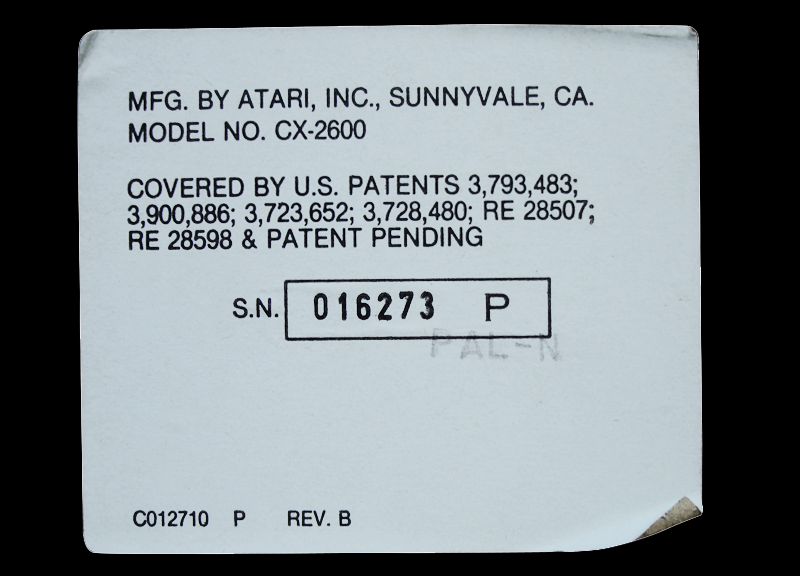 MFG. BY ATARI, INC., SUNNYVALE, CA.
MODEL NO. CX-2600
COVERED BY U.S. PATENTS 3,793,483;
3,900,886; 3,723,652; 3,728,480; RE 28507;
RE 28598 & PATENT PENDING
S.N. 016273 P
PAL-N
C012710 P REV. B